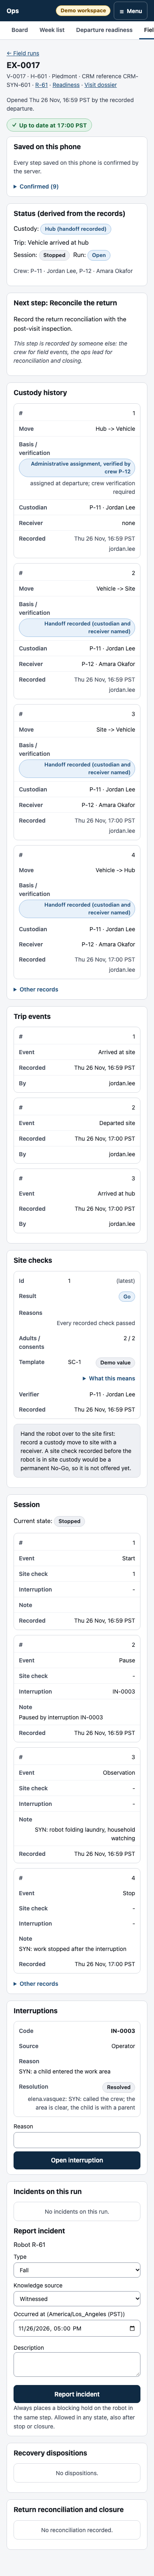 Ops
Demo workspace
≡ Menu
Board Week list Departure readiness Fiel
← Field runs
EX-0017
V-0017 · H-601 · Piedmont · CRM reference CRM-
SYN-601 · R-61 · Readiness · Visit dossier
Opened Thu 26 Nov, 16:59 PST by the recorded
departure.
✓ Up to date at 17:00 PST
Saved on this phone
Every step saved on this phone is confirmed by
the server.
▶ Confirmed (9)
Status (derived from the records)
Custody: Hub (handoff recorded)
Trip: Vehicle arrived at hub
Session: Stopped Run: Open
Crew: P-11 · Jordan Lee, P-12 · Amara Okafor
Next step: Reconcile the return
Record the return reconciliation with the
post-visit inspection.
This step is recorded by someone else: the
crew for field events, the ops lead for
reconciliation and closing.
Custody history
# 1
Move Hub -> Vehicle
Basis /
verification
Administrative assignment, verified by
crew P-12
assigned at departure; crew verification
required
Custodian P-11 · Jordan Lee
Receiver none
Recorded Thu 26 Nov, 16:59 PST
jordan.lee
# 2
Move Vehicle -> Site
Basis /
verification
Handoff recorded (custodian and
receiver named)
Custodian P-11 · Jordan Lee
Receiver P-12 · Amara Okafor
Recorded Thu 26 Nov, 16:59 PST
jordan.lee
# 3
Move Site -> Vehicle
Basis /
verification
Handoff recorded (custodian and
receiver named)
Custodian P-11 · Jordan Lee
Receiver P-12 · Amara Okafor
Recorded Thu 26 Nov, 17:00 PST
jordan.lee
# 4
Move Vehicle -> Hub
Basis /
verification
Handoff recorded (custodian and
receiver named)
Custodian P-11 · Jordan Lee
Receiver P-12 · Amara Okafor
Recorded Thu 26 Nov, 17:00 PST
jordan.lee
▶ Other records
Trip events
# 1
Event Arrived at site
Recorded Thu 26 Nov, 16:59 PST
By jordan.lee
# 2
Event Departed site
Recorded Thu 26 Nov, 17:00 PST
By jordan.lee
# 3
Event Arrived at hub
Recorded Thu 26 Nov, 17:00 PST
By jordan.lee
Site checks
Id 1 (latest)
Result Go
Reasons
Every recorded check passed
Adults /
consents 2 / 2
Template SC-1 Demo value
▶ What this means
Verifier P-11 · Jordan Lee
Recorded Thu 26 Nov, 16:59 PST
Hand the robot over to the site first:
record a custody move to site with a
receiver. A site check recorded before the
robot is in site custody would be a
permanent No-Go, so it is not offered yet.
Session
Current state: Stopped
# 1
Event Start
Site check 1
Interruption -
Note
Recorded Thu 26 Nov, 16:59 PST
# 2
Event Pause
Site check -
Interruption IN-0003
Note
Paused by interruption IN-0003
Recorded Thu 26 Nov, 16:59 PST
# 3
Event Observation
Site check -
Interruption -
Note
SYN: robot folding laundry, household
watching
Recorded Thu 26 Nov, 16:59 PST
# 4
Event Stop
Site check -
Interruption -
Note
SYN: work stopped after the interruption
Recorded Thu 26 Nov, 17:00 PST
▶ Other records
Interruptions
Code IN-0003
Source Operator
Reason
SYN: a child entered the work area
Resolution Resolved
elena.vasquez: SYN: called the crew; the
area is clear, the child is with a parent
Reason
Open interruption
Incidents on this run
No incidents on this run.
Report incident
Robot R-61
Type
Fall
Knowledge source
Witnessed
Occurred at (America/Los_Angeles (PST))
11/26/2026, 05:00 PM
Description
Report incident
Always places a blocking hold on the robot in
the same step. Allowed in any state, also after
stop or closure.
Recovery dispositions
No dispositions.
Return reconciliation and closure
No reconciliation recorded.